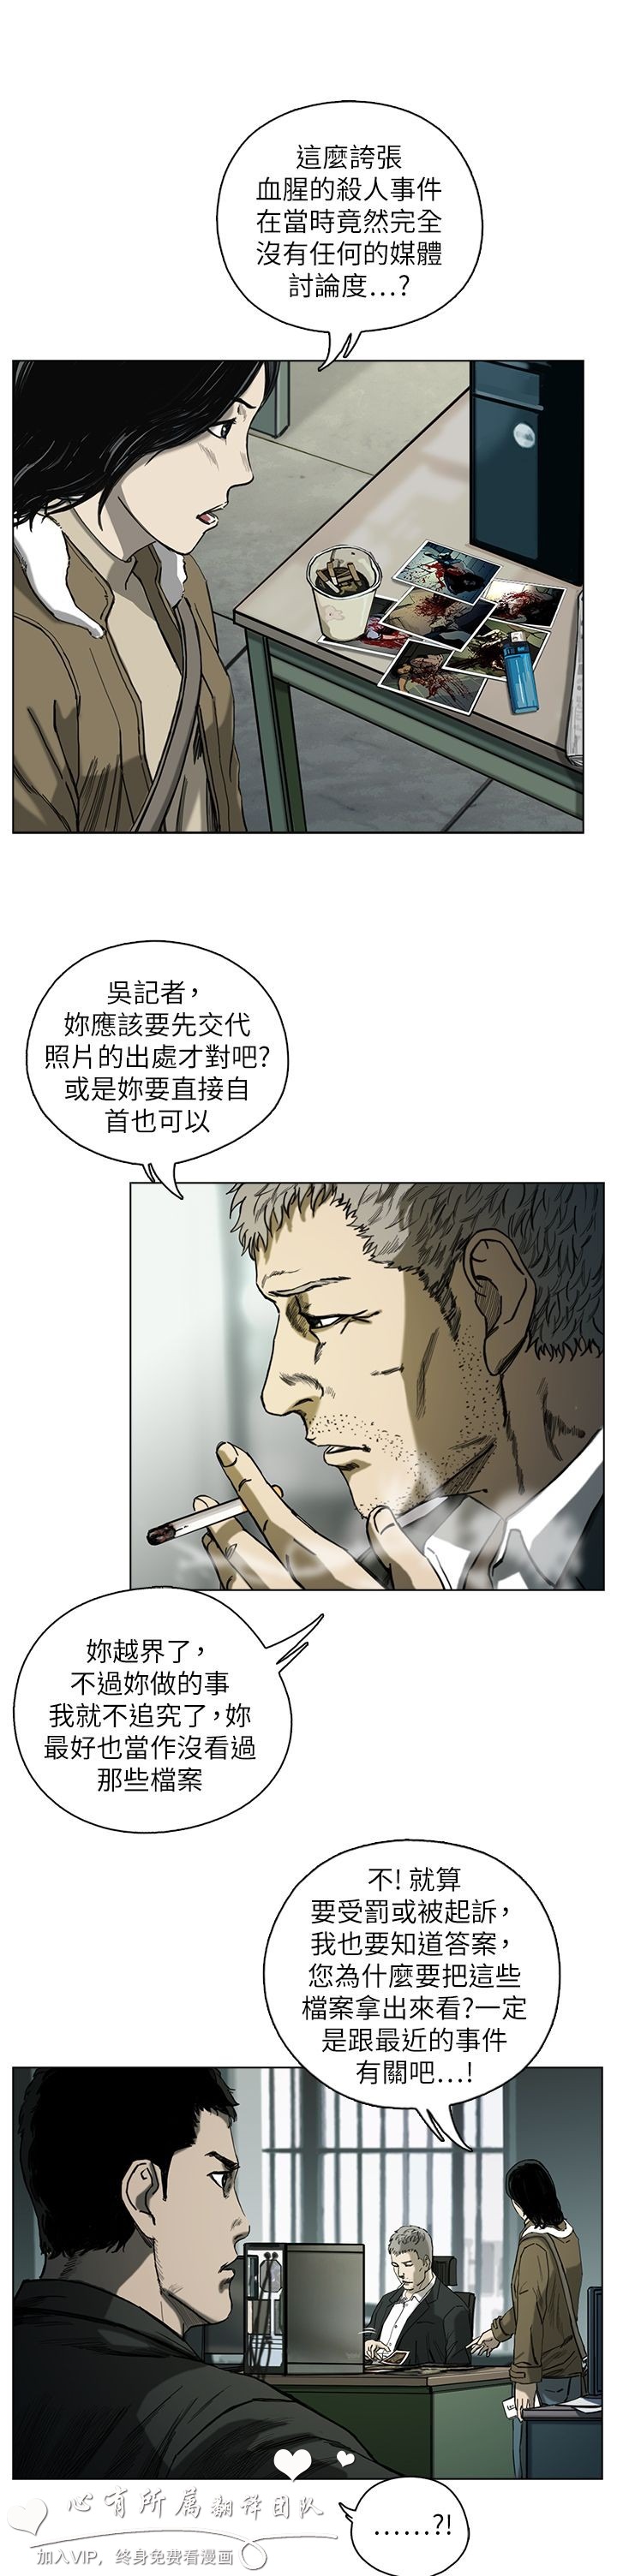 這麼誇張
血腥的殺人事件
在當時竟然完全
沒有任何的媒體
討論度...?
吳記者，
妳應該要先交代
照片的出處才對吧?
或是妳要直接自
首也可以
妳越界了，
不過妳做的事
我就不追究了，妳
最好也當作沒看過
那些檔案
不! 就算
要受罰或被起訴，
我也要知道答案，
您為什麼要把這些
檔案拿出來看?一定
是跟最近的事件
有關吧...!
......?!
心有所属翻译团队
加入VIP，终身免费看漫画